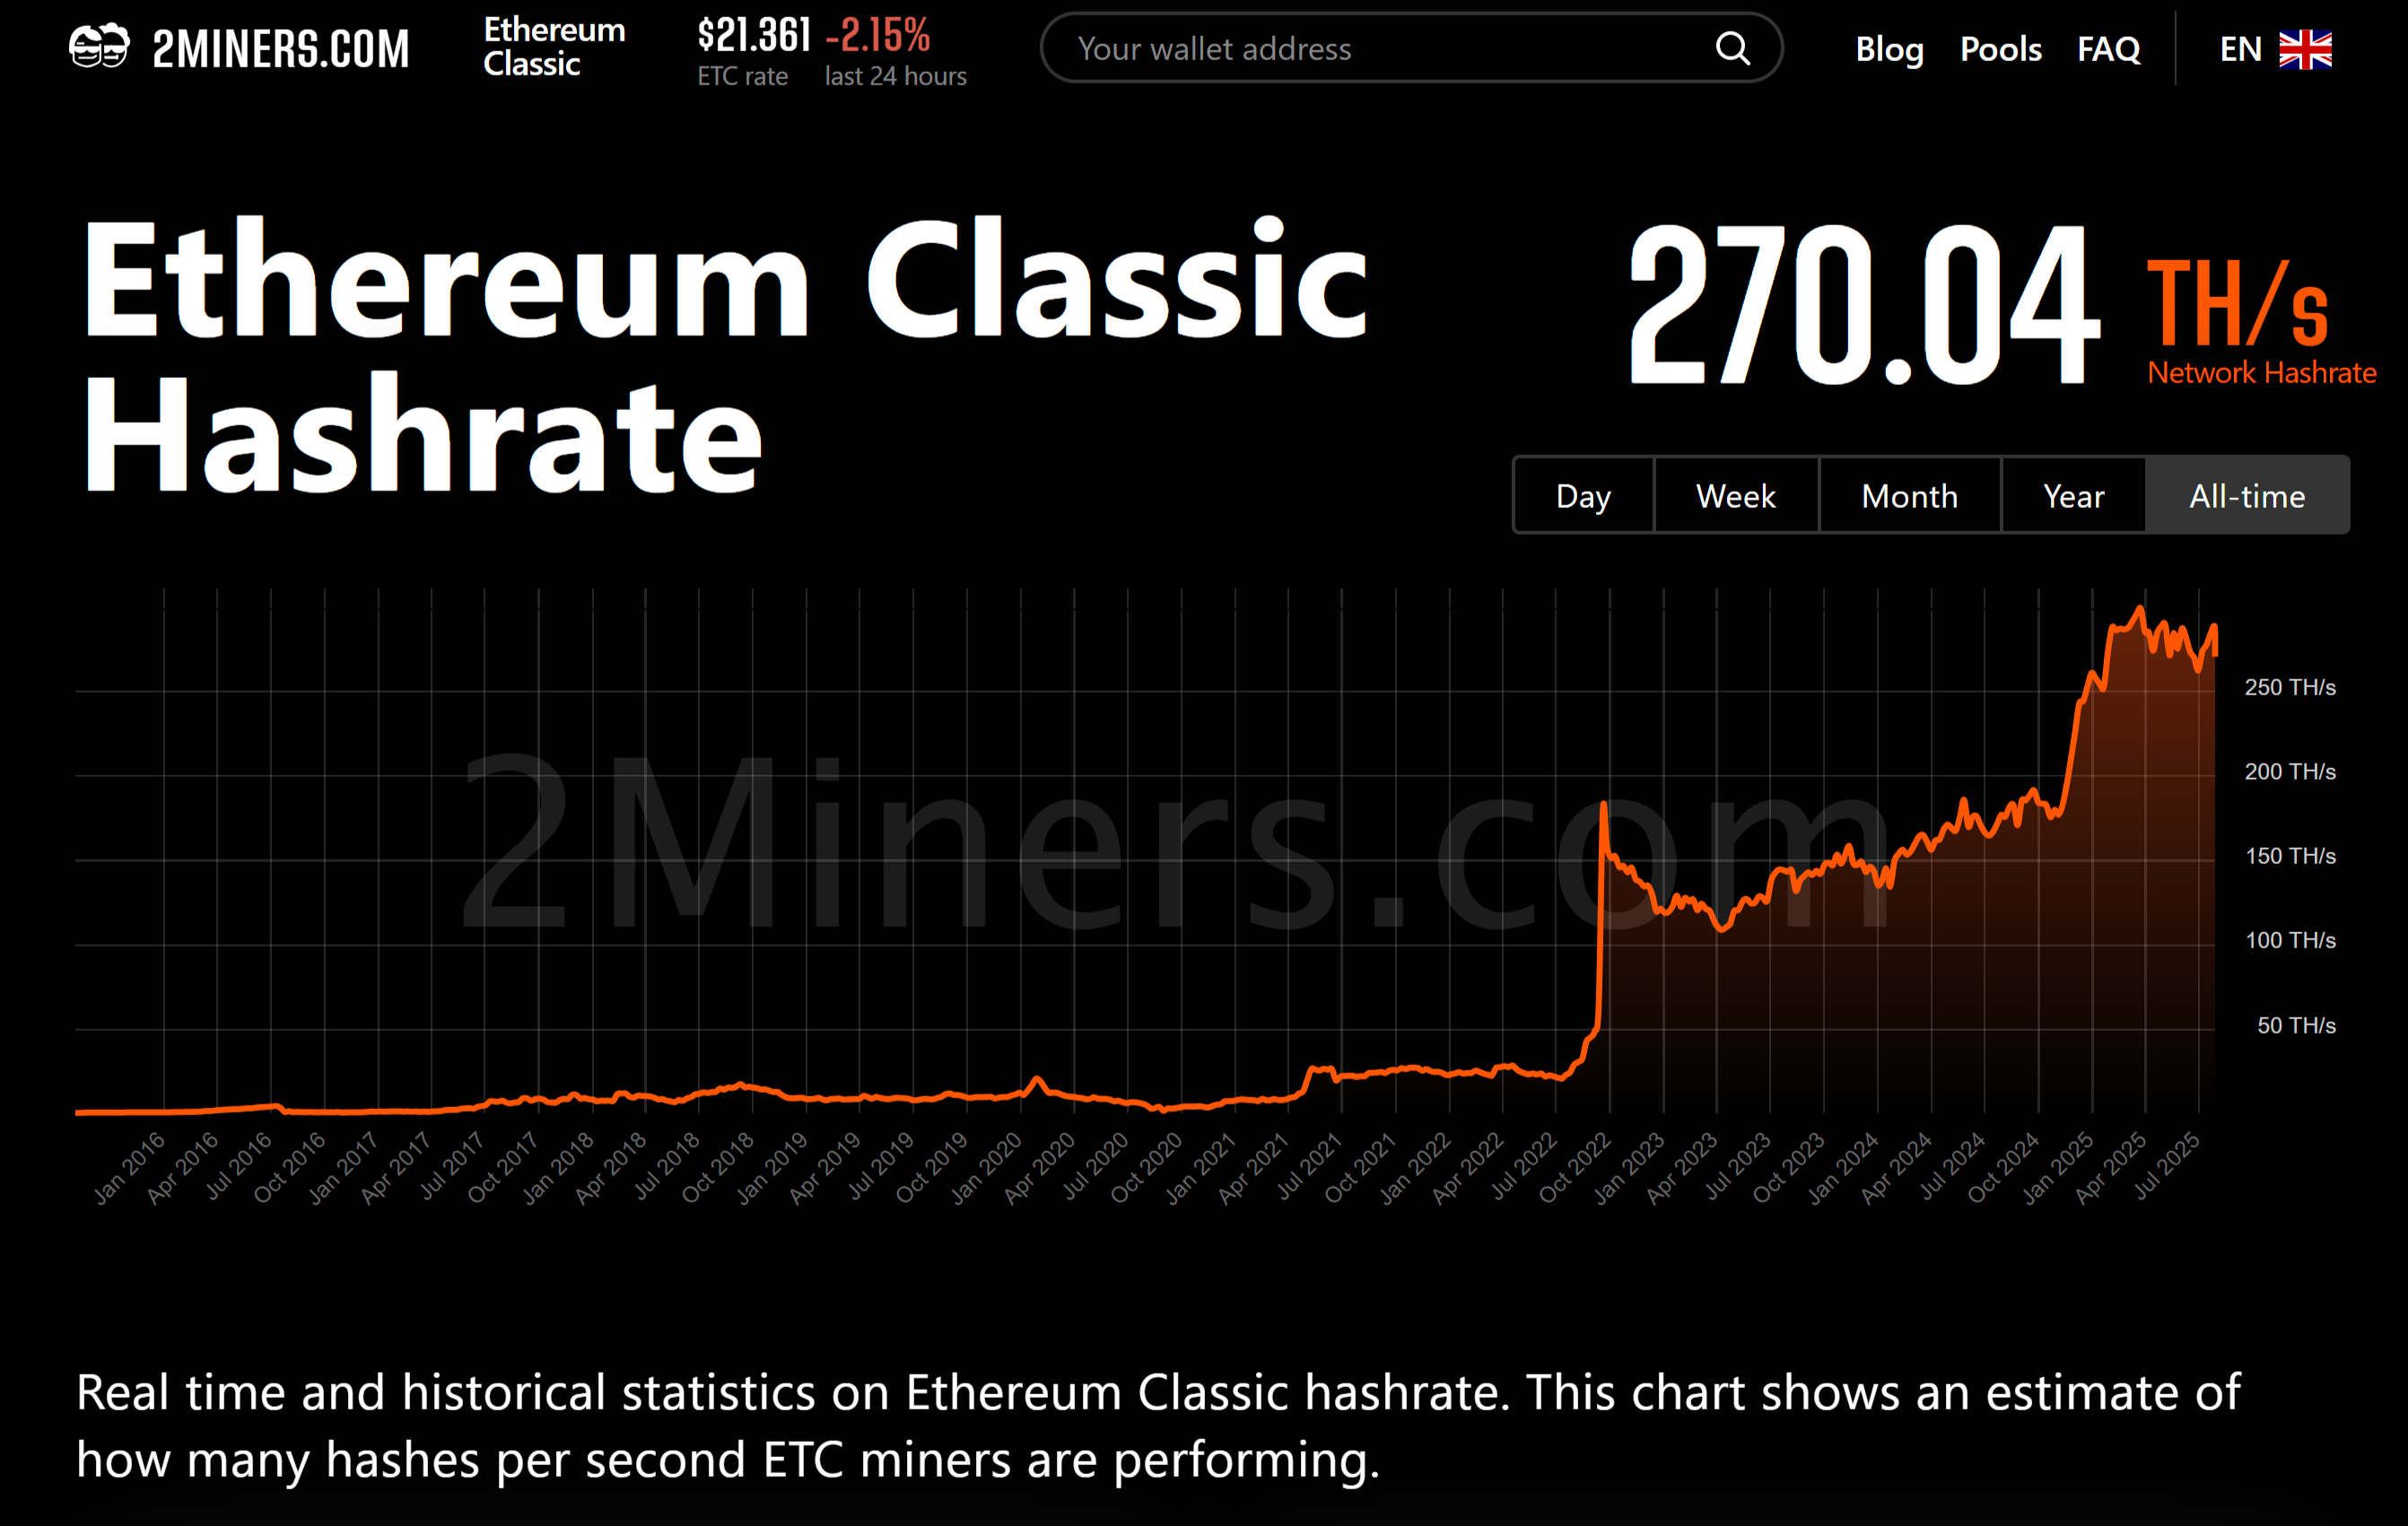 2MINERS.COM
Ethereum
Classic
$21.361 -2.15%
ETC rate last 24 hours
Your wallet address
Blog Pools FAQ EN
Ethereum Classic
Hashrate
270.04 TH/s
Network Hashrate
Day Week Month Year All-time
2Miners.com
250 TH/s
200 TH/s
150 TH/s
100 TH/s
50 TH/s
Jan 2016 Apr 2016 Jul 2016 Oct 2016 Jan 2017 Apr 2017 Jul 2017 Oct 2017 Jan 2018 Apr 2018 Jul 2018 Oct 2018 Jan 2019 Apr 2019 Jul 2019 Oct 2019 Jan 2020 Apr 2020 Jul 2020 Oct 2020 Jan 2021 Apr 2021 Jul 2021 Oct 2021 Jan 2022 Apr 2022 Jul 2022 Oct 2022 Jan 2023 Apr 2023 Jul 2023 Oct 2023 Jan 2024 Apr 2024 Jul 2024 Oct 2024 Jan 2025 Apr 2025 Jul 2025
Real time and historical statistics on Ethereum Classic hashrate. This chart shows an estimate of
how many hashes per second ETC miners are performing.